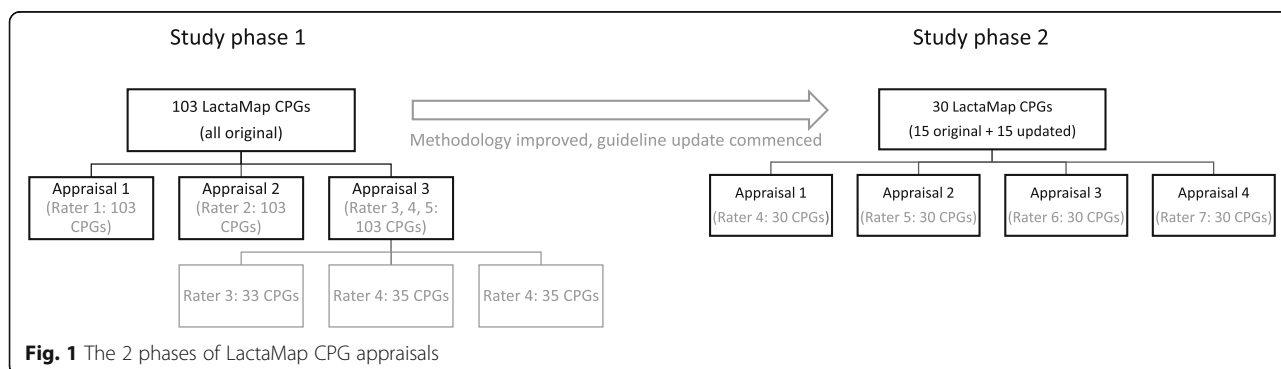 Study phase 1
Study phase 2
103 LactaMap CPGs
(all original)
Methodology improved, guideline update commenced
30 LactaMap CPGs
(15 original + 15 updated)
Appraisal 1
(Rater 1: 103
CPGs)
Appraisal 2
(Rater 2: 103
CPGs)
Appraisal 3
(Rater 3, 4, 5:
103 CPGs)
Appraisal 1
(Rater 4: 30 CPGs)
Appraisal 2
(Rater 5: 30 CPGs)
Appraisal 3
(Rater 6: 30 CPGs)
Appraisal 4
(Rater 7: 30 CPGs)
Rater 3: 33 CPGs
Rater 4: 35 CPGs
Rater 4: 35 CPGs
Fig. 1 The 2 phases of LactaMap CPG appraisals